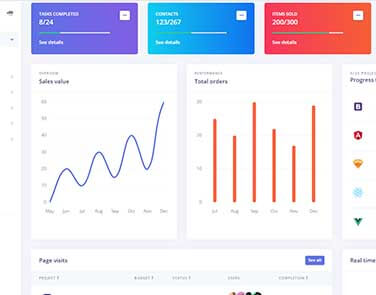 TASKS COMPLETED
8/24
See details
CONTACTS
123/267
See details
ITEMS SOLD
200/300
See details
OVERVIEW
Sales value
60
50
40
30
20
10
0
May Jun Jul Aug Sep Oct Nov Dec
PERFORMANCE
Total orders
30
20
10
0
Jul Aug Sep Oct Nov Dec
Progress t
B
A
V
Page visits
See all
PROJECT
BUDGET
STATUS
USERS
COMPLETION
Real time